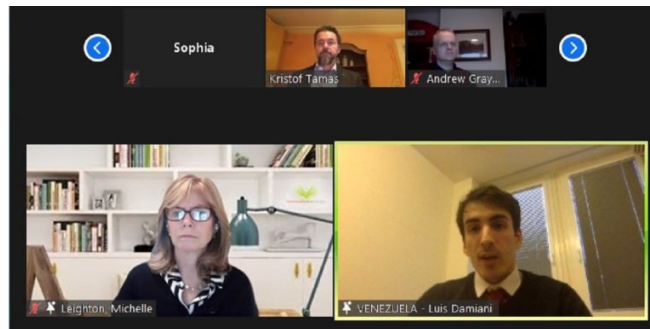 Sophia
Kristof Tamas
Andrew Gray...
Leighton, Michelle
VENEZUELA - Luis Damiani